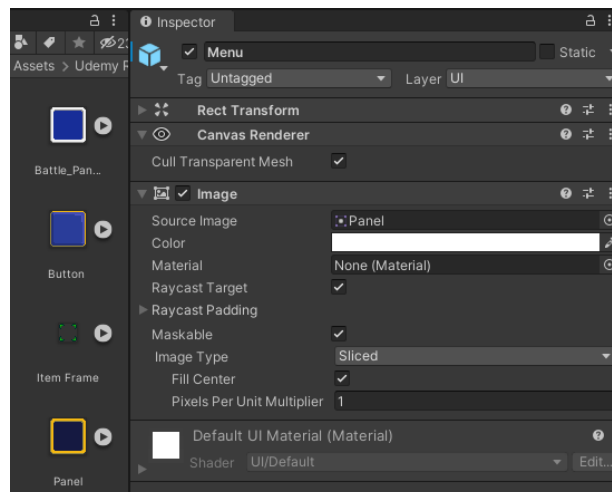 Inspector
23
Assets > Udemy R
Menu
Static
Tag Untagged
Layer UI
Rect Transform
Canvas Renderer
Cull Transparent Mesh
Battle_Pan...
Image
Source Image
Panel
Color
Material
None (Material)
Button
Raycast Target
Raycast Padding
Maskable
Image Type
Sliced
Item Frame
Fill Center
Pixels Per Unit Multiplier
1
Default UI Material (Material)
Shader UI/Default
Edit...
Panel